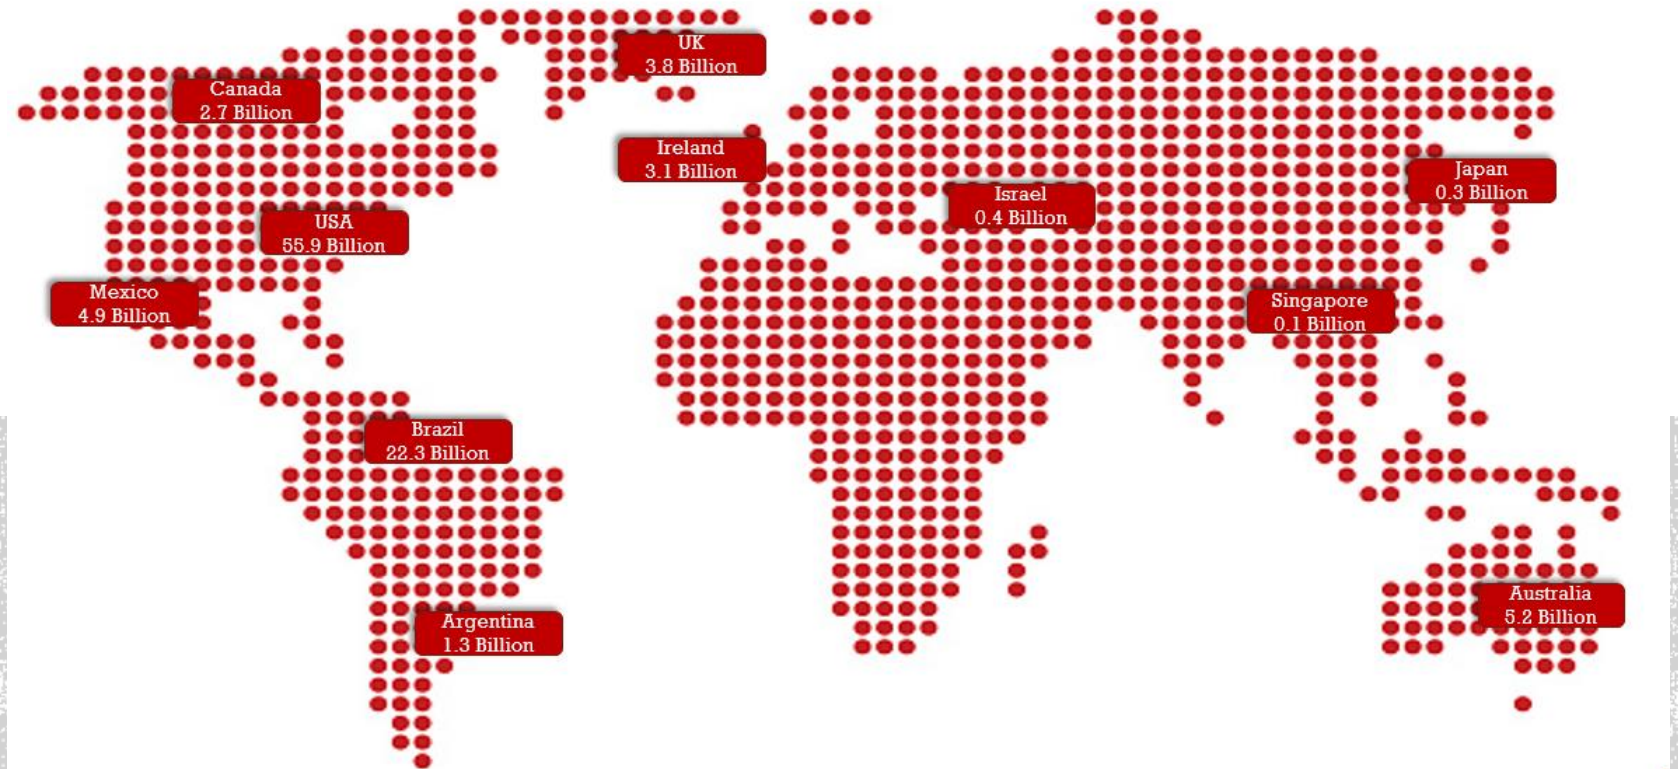 UK
3.8 Billion
Canada
2.7 Billion
Ireland
3.1 Billion
Japan
0.3 Billion
Israel
0.4 Billion
USA
55.9 Billion
Mexico
4.9 Billion
Singapore
0.1 Billion
Brazil
22.3 Billion
Australia
5.2 Billion
Argentina
1.3 Billion